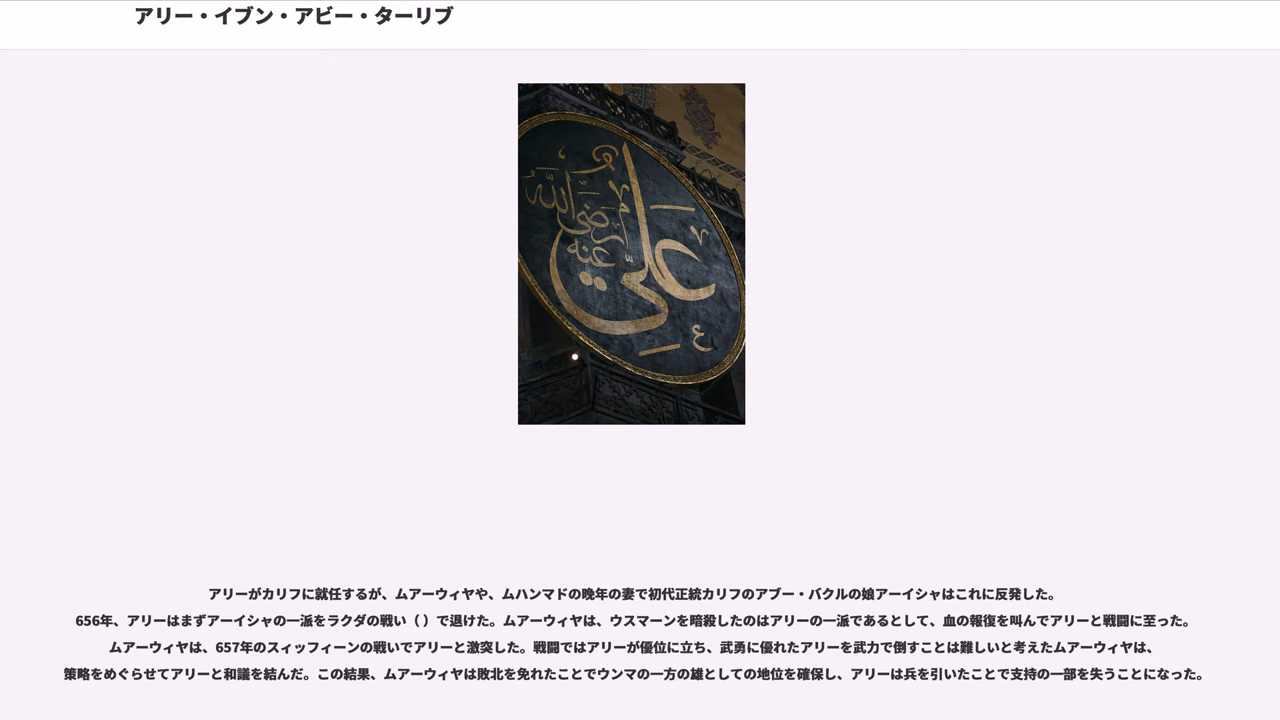 アリー・イブン・アビー・ターリブ
علي
رضي الله
عنه
ع
アリーがカリフに就任するが、ムアーウィヤや、ムハンマドの晩年の妻で初代正統カリフのアブー・バクルの娘アーイシャはこれに反発した。
656年、アリーはまずアーイシャの一派をラクダの戦い（ ）で退けた。ムアーウィヤは、ウスマーンを暗殺したのはアリーの一派であるとして、血の報復を叫んでアリーと戦闘に至った。
ムアーウィヤは、657年のスィッフィーンの戦いでアリーと激突した。戦闘ではアリーが優位に立ち、武勇に優れたアリーを武力で倒すことは難しいと考えたムアーウィヤは、
策略をめぐらせてアリーと和議を結んだ。この結果、ムアーウィヤは敗北を免れたことでウンマの一方の雄としての地位を確保し、アリーは兵を引いたことで支持の一部を失うことになった。